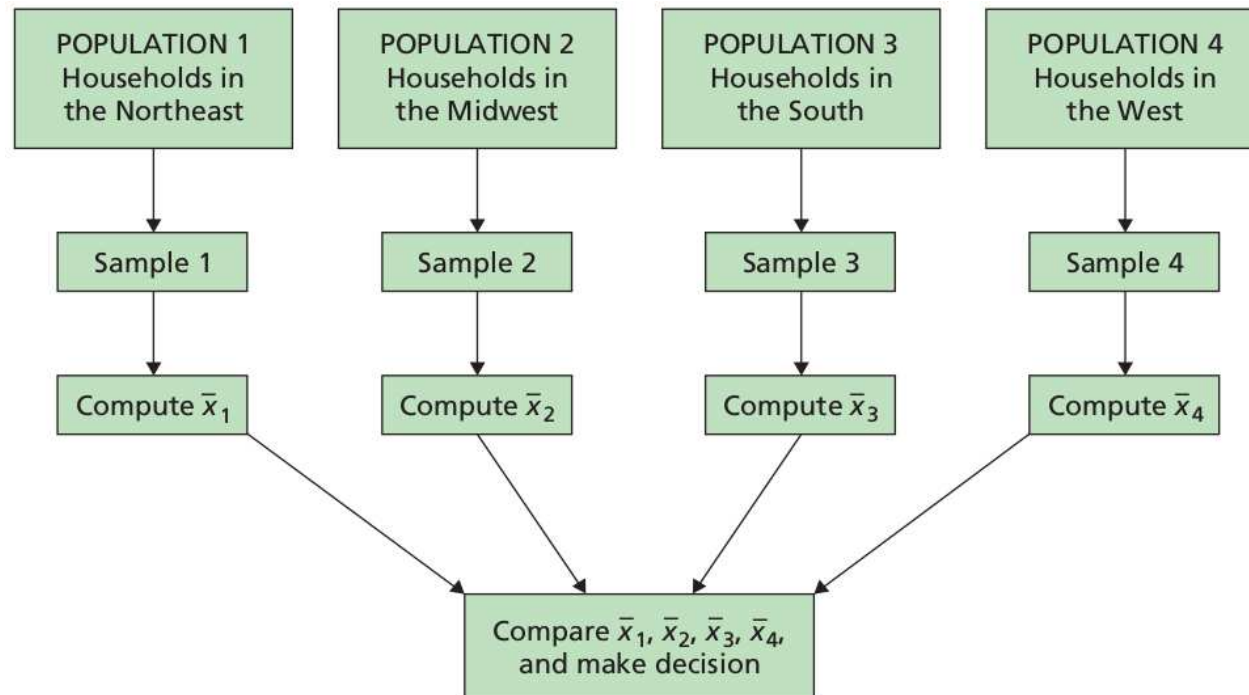 POPULATION 1
Households in
the Northeast
POPULATION 2
Households in
the Midwest
POPULATION 3
Households in
the South
POPULATION 4
Households in
the West
Sample 1
Sample 2
Sample 3
Sample 4
Compute x̄₁
Compute x̄₂
Compute x̄₃
Compute x̄₄
Compare x̄₁, x̄₂, x̄₃, x̄₄,
and make decision